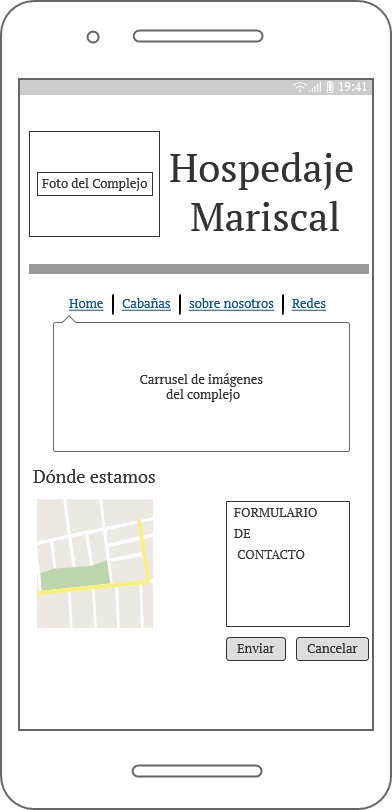 19:41
Foto del Complejo
Hospedaje
Mariscal
Home
Cabañas
sobre nosotros
Redes
Carrusel de imágenes
del complejo
Dónde estamos
FORMULARIO
DE
CONTACTO
Enviar
Cancelar